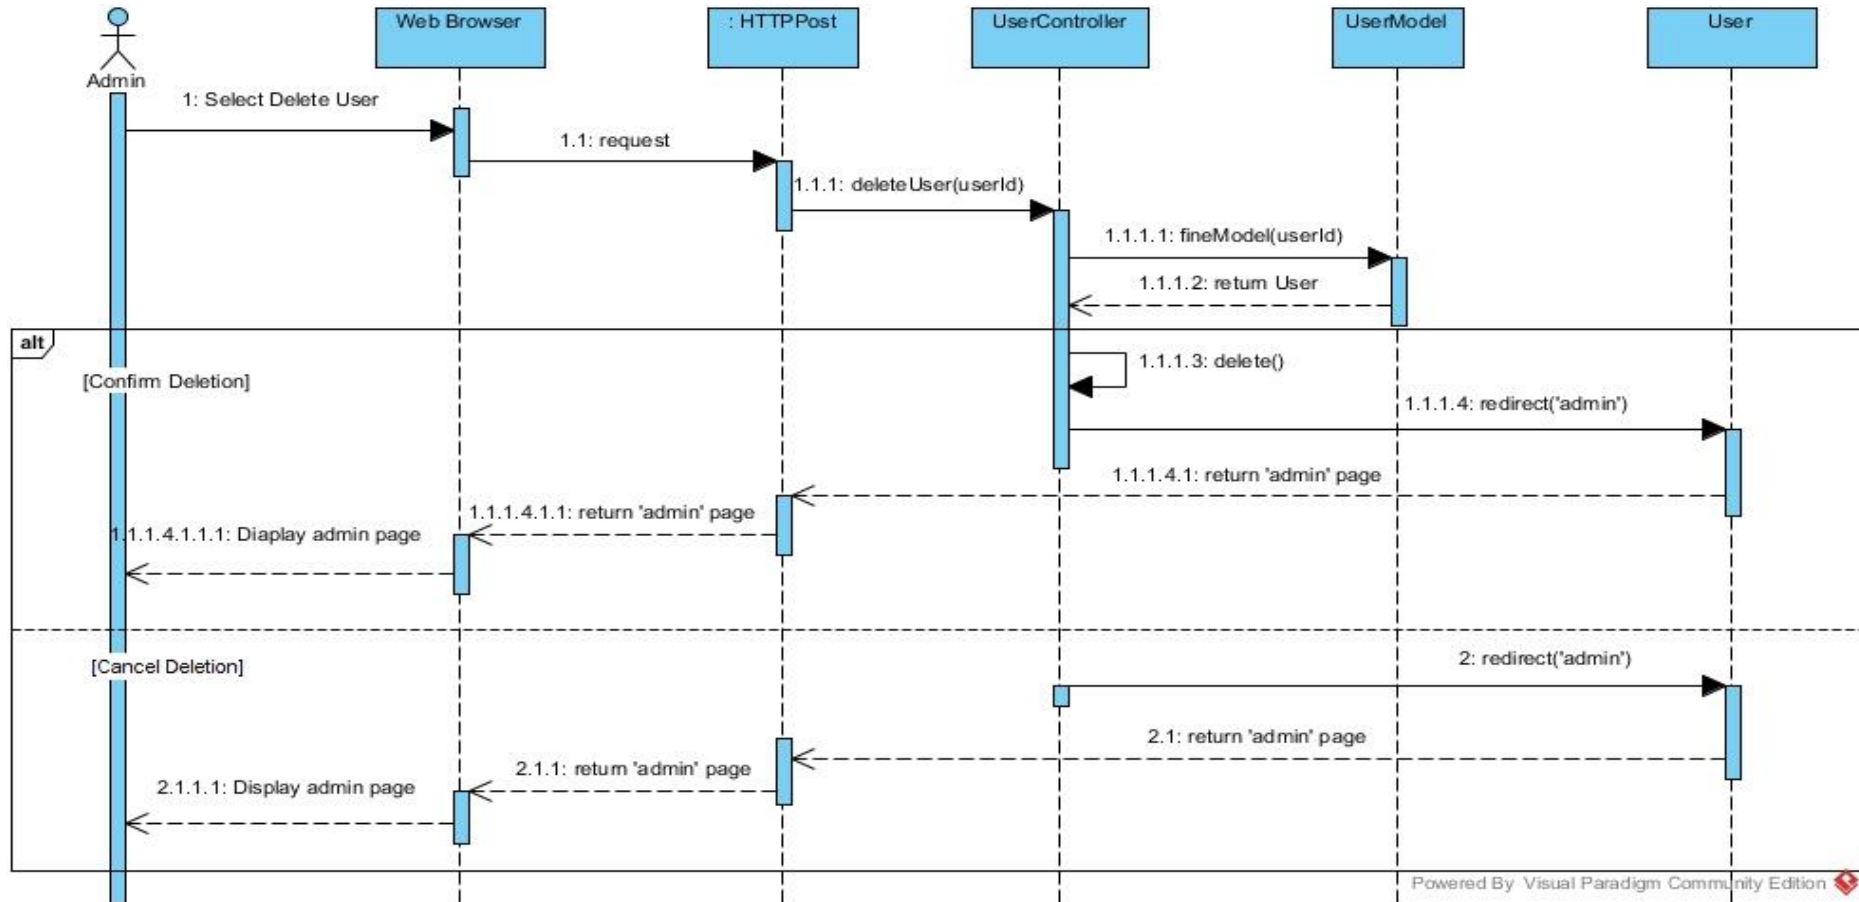 Web Browser
: HTTPPost
UserController
UserModel
User
Admin
1: Select Delete User
1.1: request
1.1.1: deleteUser(userId)
1.1.1.1: fineModel(userId)
1.1.1.2: return User
alt
[Confirm Deletion]
1.1.1.3: delete()
1.1.1.4: redirect('admin')
1.1.1.4.1: return 'admin' page
1.1.1.4.1.1: return 'admin' page
1.1.1.4.1.1.1: Diaplay admin page
[Cancel Deletion]
2: redirect('admin')
2.1: return 'admin' page
2.1.1: return 'admin' page
2.1.1.1: Display admin page
Powered By Visual Paradigm Community Edition